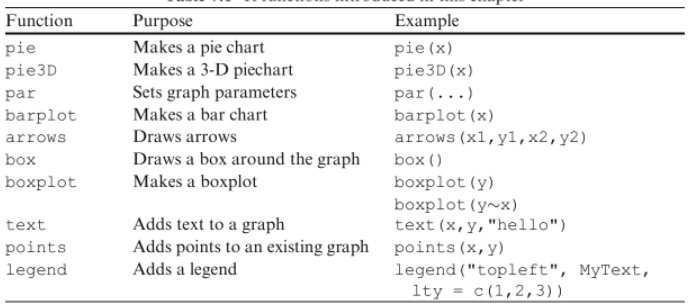 Function Purpose Example
pie Makes a pie chart pie(x)
pie3D Makes a 3-D piechart pie3D(x)
par Sets graph parameters par(...)
barplot Makes a bar chart barplot(x)
arrows Draws arrows arrows(x1,y1,x2,y2)
box Draws a box around the graph box()
boxplot Makes a boxplot boxplot(y)
boxplot(y~x)
text Adds text to a graph text(x,y,"hello")
points Adds points to an existing graph points(x,y)
legend Adds a legend legend("topleft", MyText,
lty = c(1,2,3))